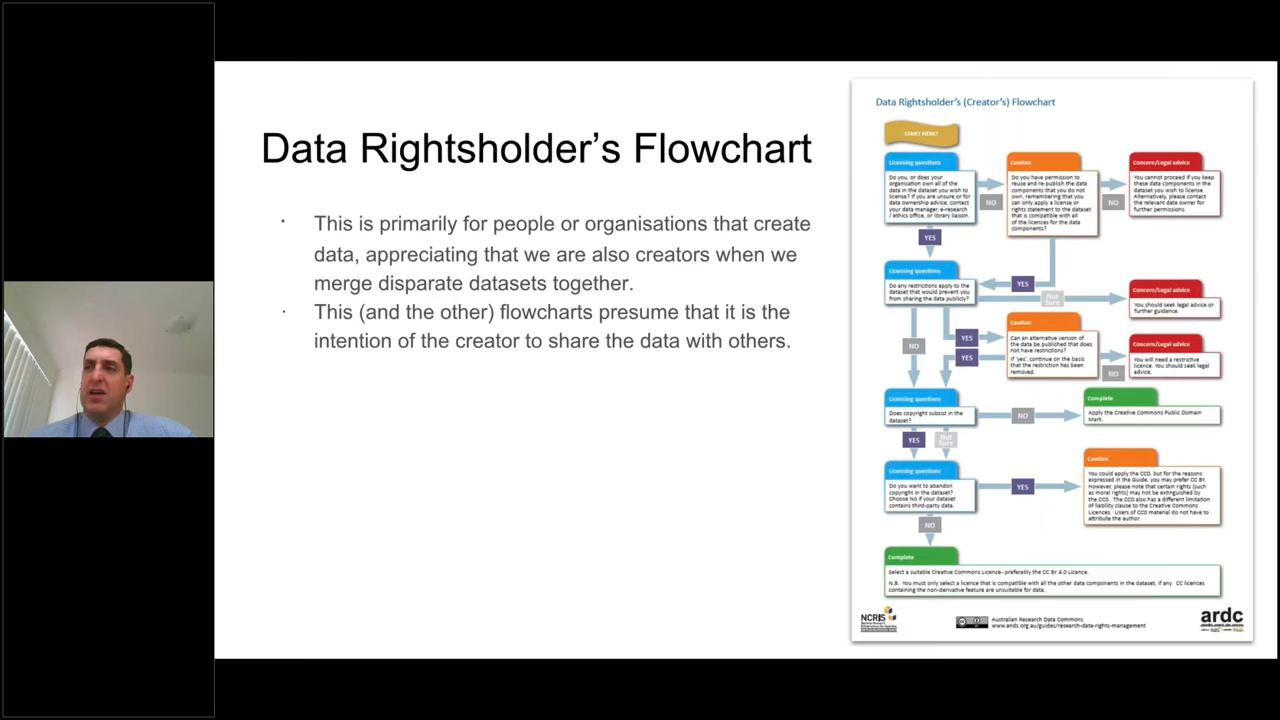 Data Rightsholder’s Flowchart
· This is primarily for people or organisations that create
data, appreciating that we are also creators when we
merge disparate datasets together.
· This (and the other) flowcharts presume that it is the
intention of the creator to share the data with others.
Data Rightsholder's (Creator's) Flowchart
START HERE!
Licensing questions
Do you, or does your
organisation own all of the
data in the dataset you wish to
license? If you are unsure or for
data ownership advice, contact
your data manager, e-research
/ ethics office, or library liaison.
NO
Caution
Do you have permission to
reuse and re-publish the data
components that you do not
own, remembering that you
can only apply a license or
rights statement to the dataset
that is compatible with all
of the licences for the data
components?
NO
Concern/Legal advice
You cannot proceed if you keep
these data components in the
dataset you wish to license.
Alternatively, please contact
the relevant data owner for
further permissions.
YES
Licensing questions
Do any restrictions apply to the
dataset that would prevent you
from sharing the data publicly?
YES
Not
Sure
Concern/Legal advice
You should seek legal advice or
further guidance.
NO
YES
YES
Caution
Can an alternative version of
the data be published that does
not have restrictions?
If 'yes', continue on the basis
that the restriction has been
removed.
NO
Concern/Legal advice
You will need a restrictive
licence. You should seek legal
advice.
Licensing questions
Does copyright subsist in the
dataset?
NO
Complete
Apply the Creative Commons Public Domain
Mark.
YES
Not
Sure
Licensing questions
Do you want to abandon
copyright in the dataset?
Choose No if your dataset
contains third-party data.
YES
Caution
You could apply the CC0, but for the reasons
expressed in the Guide, you may prefer CC BY.
However, please note that certain rights (such
as moral rights) may not be extinguished by
the CC0. The CC0 also has a different limitation
of liability clause to the Creative Commons
Licences. Users of CC0 material do not have to
attribute the author.
NO
Complete
Select a suitable Creative Commons Licence- preferably the CC BY 4.0 Licence.
N.B. You must only select a licence that is compatible with all the other data components in the dataset, if any. CC licences
containing the non-derivative feature are unsuitable for data.
NCRIS
Australian Research Data Commons
www.ands.org.au/guides/research-data-rights-management
ardc